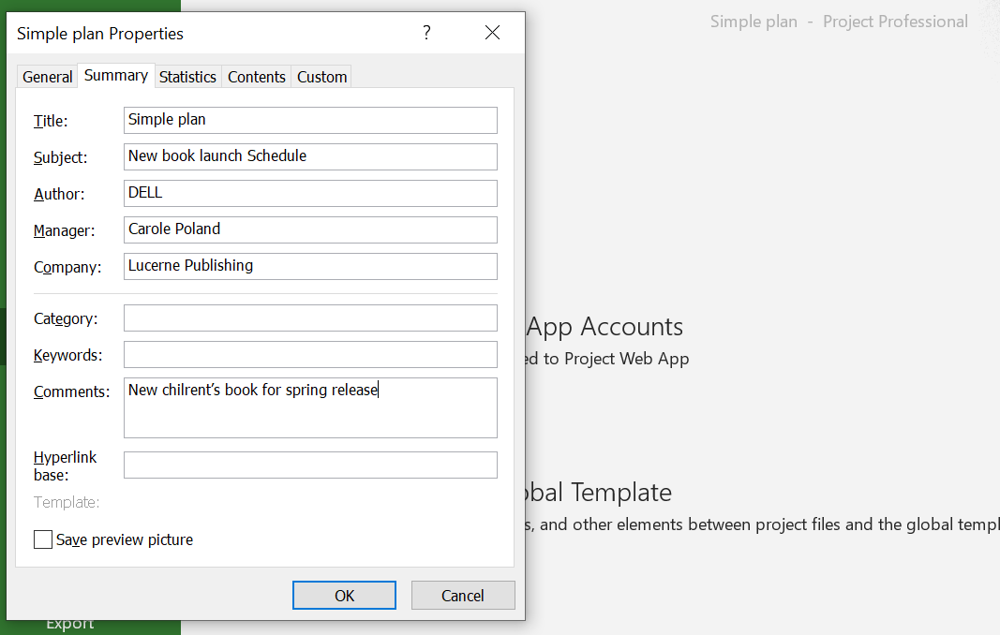 Simple plan - Project Professional
Simple plan Properties
?
General Summary Statistics Contents Custom
Title: Simple plan
Subject: New book launch Schedule
Author: DELL
Manager: Carole Poland
Company: Lucerne Publishing
Category:
Keywords:
Comments: New chilrent’s book for spring release
Hyperlink
base:
Template:
Save preview picture
OK Cancel
App Accounts
ed to Project Web App
obal Template
s, and other elements between project files and the global templ
Export